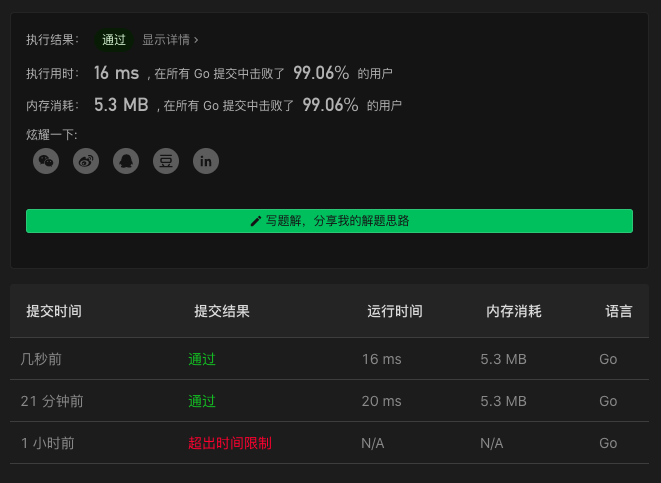 执行结果： 通过 显示详情 >
执行用时： 16 ms , 在所有 Go 提交中击败了 99.06% 的用户
内存消耗： 5.3 MB , 在所有 Go 提交中击败了 99.06% 的用户
炫耀一下:
写题解，分享我的解题思路
提交时间 提交结果 运行时间 内存消耗 语言
几秒前 通过 16 ms 5.3 MB Go
21 分钟前 通过 20 ms 5.3 MB Go
1 小时前 超出时间限制 N/A N/A Go